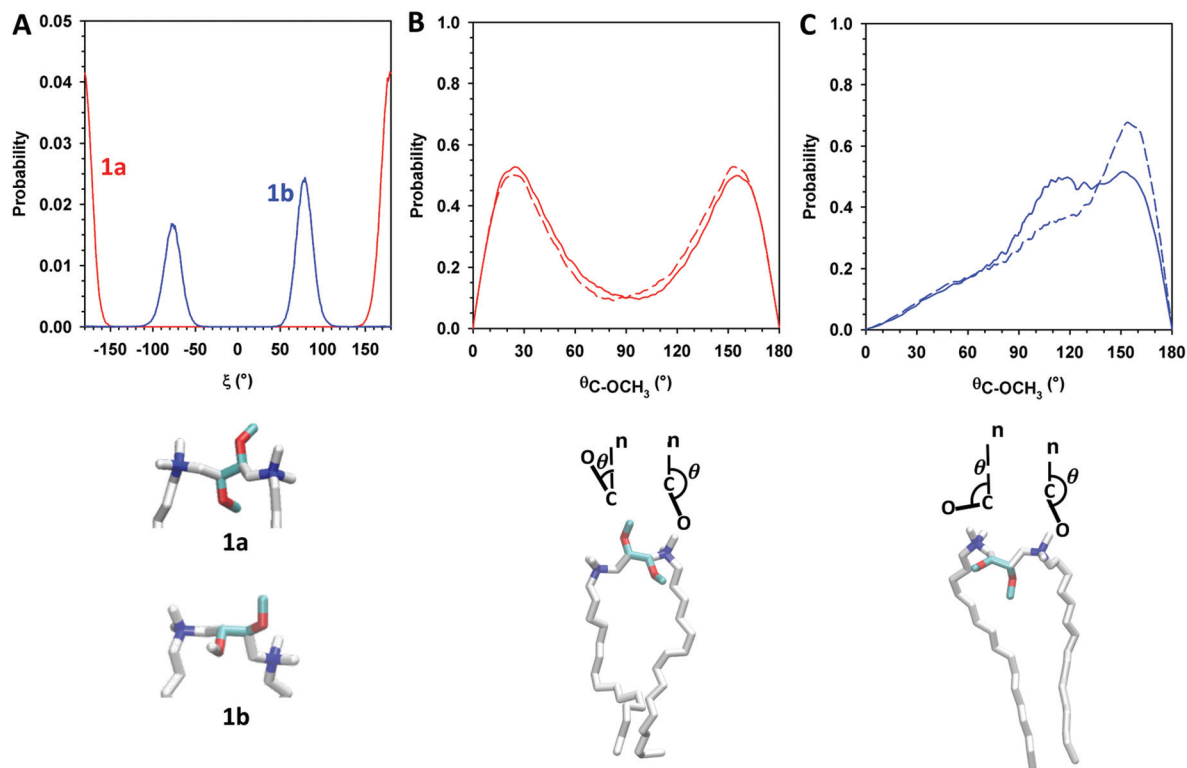 A
0.05
0.04
0.03
0.02
0.01
0.00
Probability
1a
1b
-150 -100 -50 0 50 100 150
ξ (°)
B
1.0
0.8
0.6
0.4
0.2
0.0
Probability
0 30 60 90 120 150 180
θC-OCH3 (°)
C
1.0
0.8
0.6
0.4
0.2
0.0
Probability
0 30 60 90 120 150 180
θC-OCH3 (°)
1a
1b
n n
O θ C C θ O
n n
θ O C C θ O